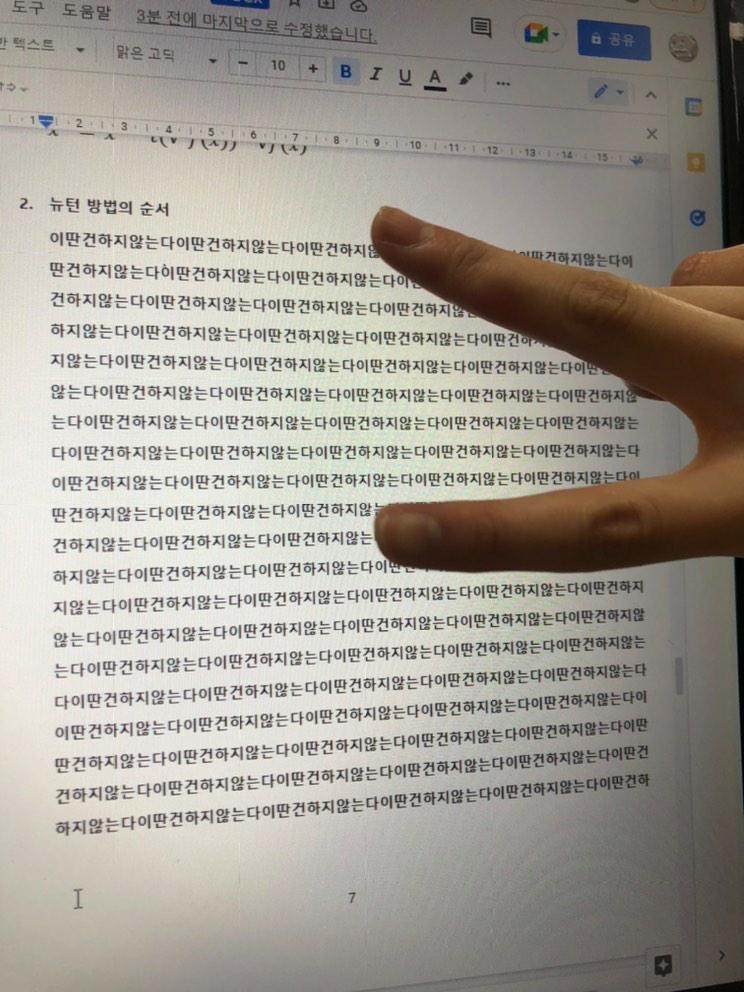 도구 도움말 3분 전에 마지막으로 수정했습니다.
공유
텍스트 맑은 고딕 − 10 + B I U A
1 2 3 4 5 6 7 8 9 10 11 12 13 14 15 16
2. 뉴턴 방법의 순서
이딴건하지않는다이딴건하지않는다이딴건하지않 이딴건하지않는다이
딴건하지않는다이딴건하지않는다이딴건하지않는다이
건하지않는다이딴건하지않는다이딴건하지않는다이딴건하지않
하지않는다이딴건하지않는다이딴건하지않는다이딴건하지않는다이딴건하
지않는다이딴건하지않는다이딴건하지않는다이딴건하지않는다이딴건하지않는다이딴
않는다이딴건하지않는다이딴건하지않는다이딴건하지않는다이딴건하지않는다이딴건하지않
는다이딴건하지않는다이딴건하지않는다이딴건하지않는다이딴건하지않는다이딴건하지않는
다이딴건하지않는다이딴건하지않는다이딴건하지않는다이딴건하지않는다이딴건하지않는다
이딴건하지않는다이딴건하지않는다이딴건하지않는다이딴건하지않는다이딴건하지않는다이
딴건하지않는다이딴건하지않는다이딴건하지않는
건하지않는다이딴건하지않는다이딴건하지않는
하지않는다이딴건하지않는다이딴건하지않는다이딴
지않는다이딴건하지않는다이딴건하지않는다이딴건하지않는다이딴건하지않는다이딴건하지
않는다이딴건하지않는다이딴건하지않는다이딴건하지않는다이딴건하지않는다이딴건하지않
는다이딴건하지않는다이딴건하지않는다이딴건하지않는다이딴건하지않는다이딴건하지않는
다이딴건하지않는다이딴건하지않는다이딴건하지않는다이딴건하지않는다이딴건하지않는다
이딴건하지않는다이딴건하지않는다이딴건하지않는다이딴건하지않는다이딴건하지않는다이
딴건하지않는다이딴건하지않는다이딴건하지않는다이딴건하지않는다이딴건하지않는다이딴
건하지않는다이딴건하지않는다이딴건하지않는다이딴건하지않는다이딴건하지않는다이딴건
하지않는다이딴건하지않는다이딴건하지않는다이딴건하지않는다이딴건하지않는다이딴건하
7